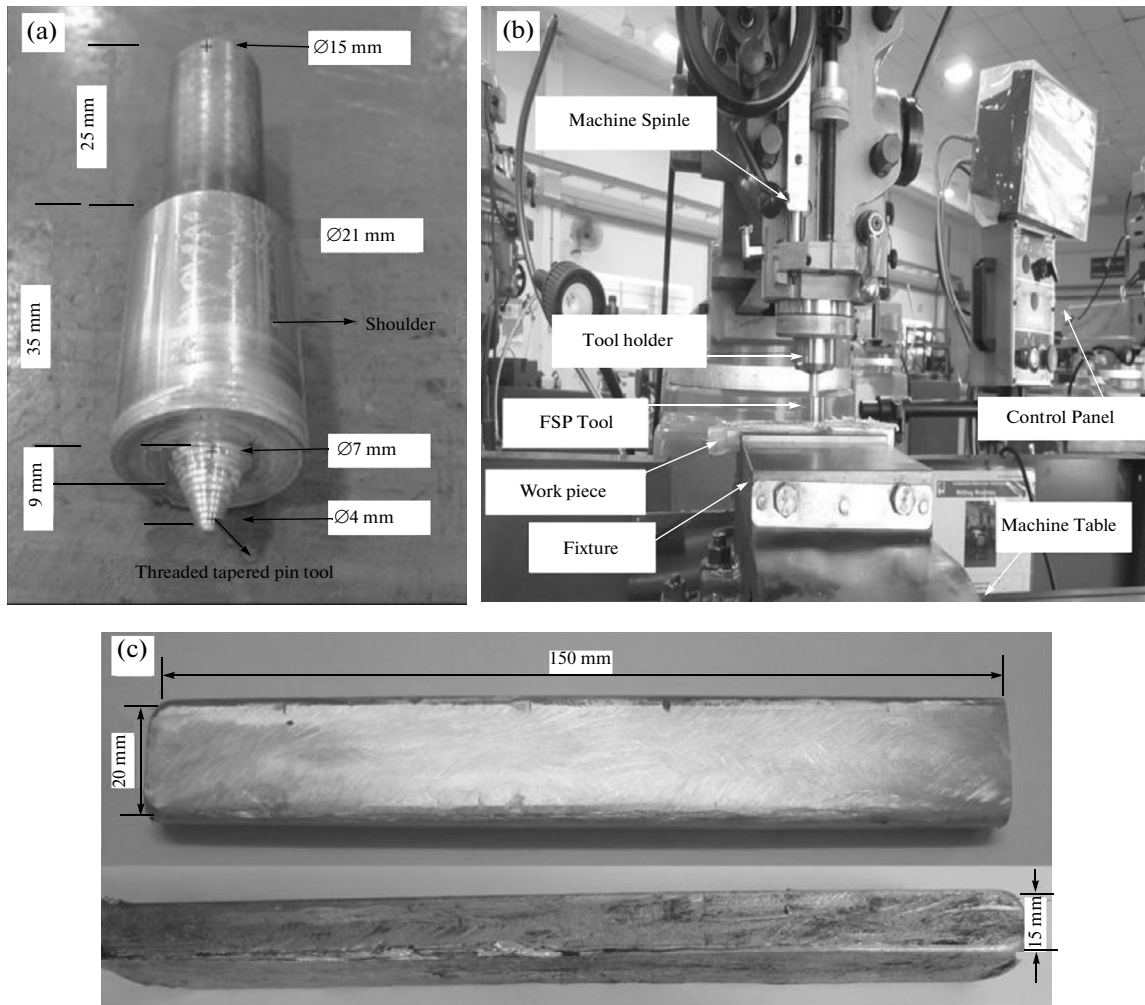 (a)
Ø15 mm
25 mm
Ø21 mm
35 mm
Shoulder
Ø7 mm
9 mm
Ø4 mm
Threaded tapered pin tool
(b)
Machine Spinle
Tool holder
FSP Tool
Control Panel
Work piece
Machine Table
Fixture
(c)
150 mm
20 mm
15 mm